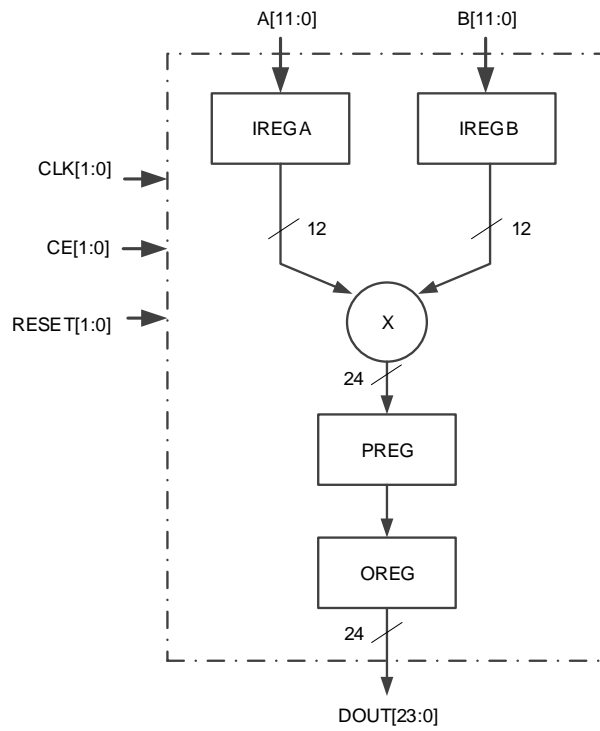 A[11:0]
B[11:0]
IREGA
IREGB
CLK[1:0]
12
12
CE[1:0]
RESET[1:0]
X
24
PREG
OREG
24
DOUT[23:0]